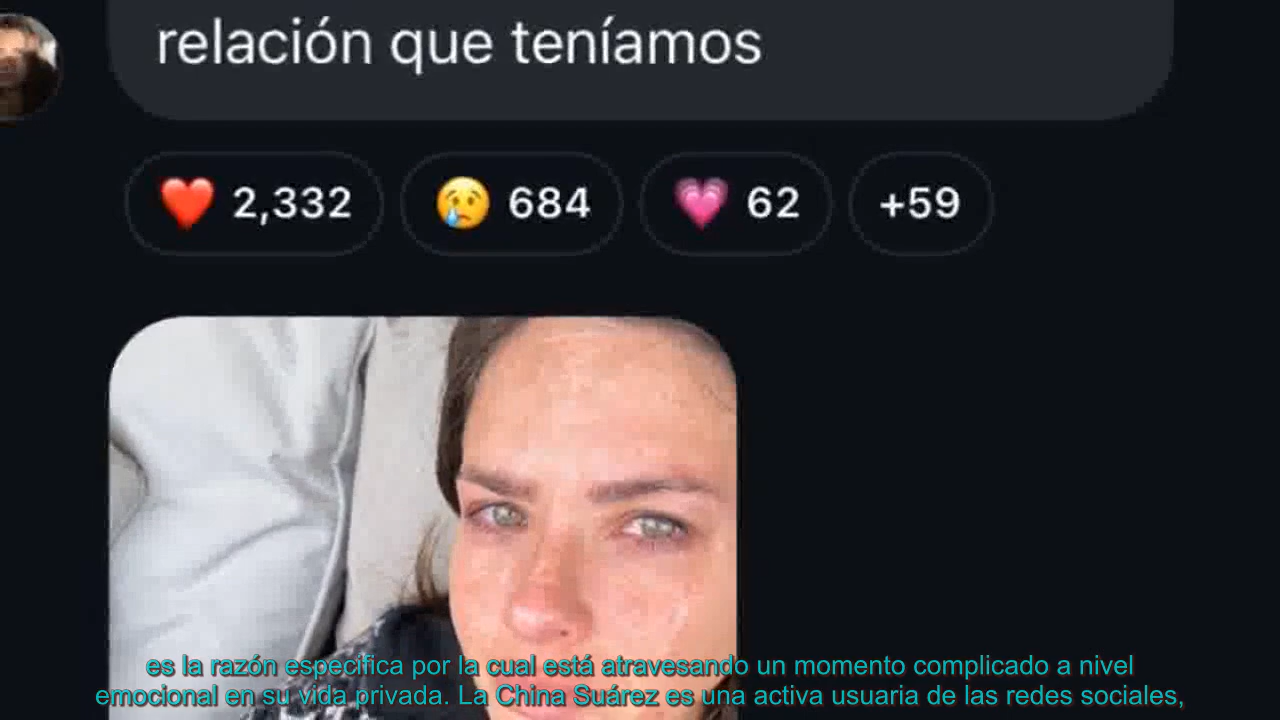 relación que teníamos
❤️ 2,332 😢 684 💗 62 +59
es la razón especifica por la cual está atravesando un momento complicado a nivel
emocional en su vida privada. La China Suárez es una activa usuaria de las redes sociales,